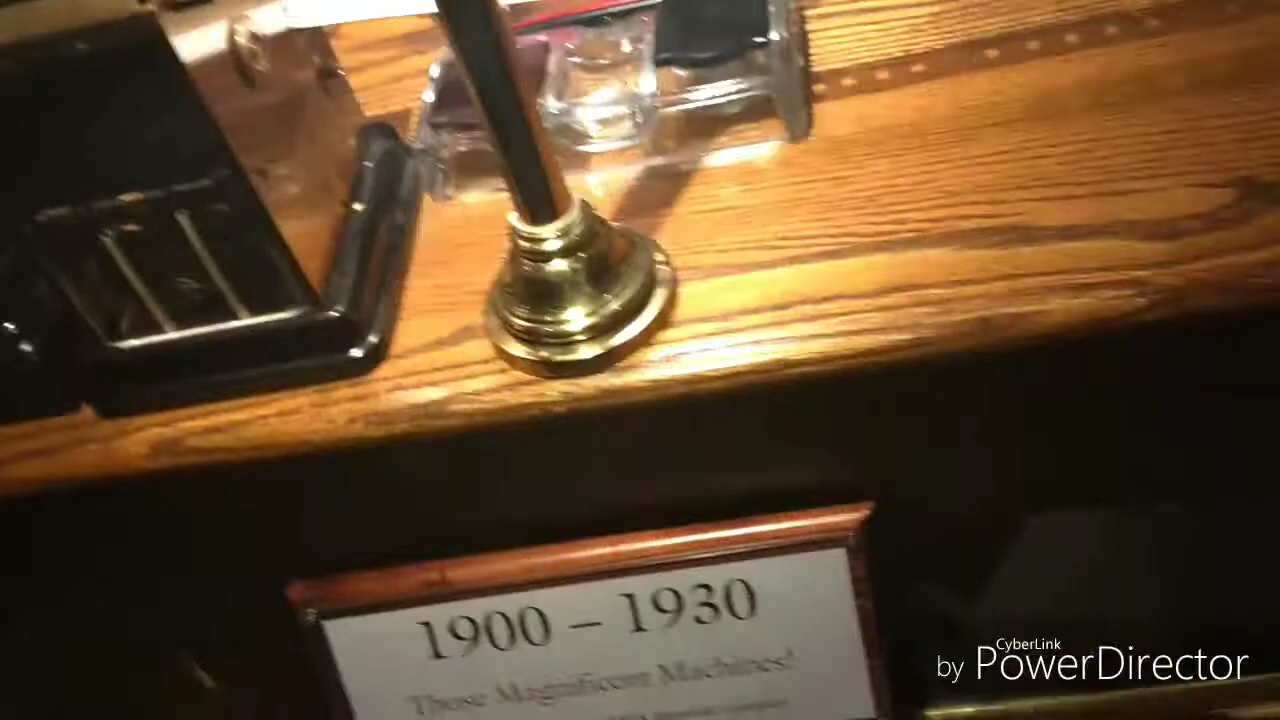 1900 – 1930
Those Magnificent Machines!
CyberLink
by PowerDirector